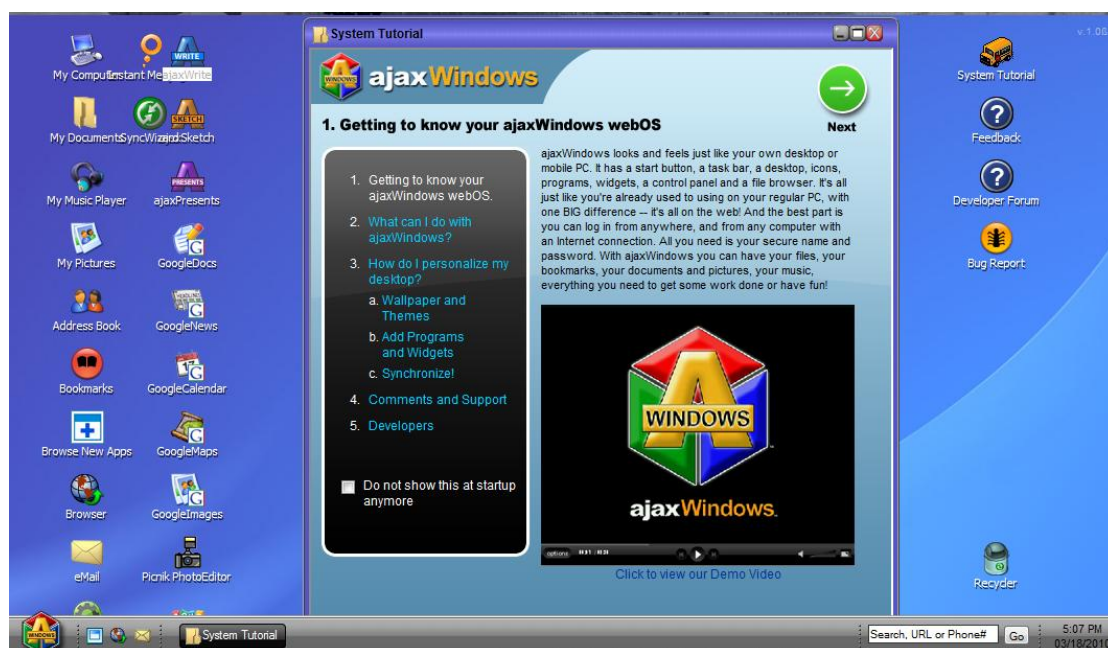 v.1.08
My Computer
Instant Me
ajaxWrite
WRITE
My Documents
SyncWizard
ajaxSketch
SKETCH
My Music Player
ajaxPresents
PRESENTS
My Pictures
GoogleDocs
Address Book
GoogleNews
Bookmarks
GoogleCalendar
Browse New Apps
GoogleMaps
Browser
GoogleImages
eMail
Picnik PhotoEditor
System Tutorial
WINDOWS
ajaxWindows
1. Getting to know your ajaxWindows webOS
Next
1. Getting to know your
ajaxWindows webOS.
2. What can I do with
ajaxWindows?
3. How do I personalize my
desktop?
a. Wallpaper and
Themes
b. Add Programs
and Widgets
c. Synchronize!
4. Comments and Support
5. Developers
Do not show this at startup
anymore
ajaxWindows looks and feels just like your own desktop or
mobile PC. It has a start button, a task bar, a desktop, icons,
programs, widgets, a control panel and a file browser. It's all
just like you're already used to using on your regular PC, with
one BIG difference -- it's all on the web! And the best part is
you can log in from anywhere, and from any computer with
an Internet connection. All you need is your secure name and
password. With ajaxWindows you can have your files, your
bookmarks, your documents and pictures, your music,
everything you need to get some work done or have fun!
A
WINDOWS
ajaxWindows
options
Click to view our Demo Video
System Tutorial
Feedback
Developer Forum
Bug Report
Recycler
WINDOWS
System Tutorial
Search, URL or Phone#
Go
5:07 PM
03/18/2010